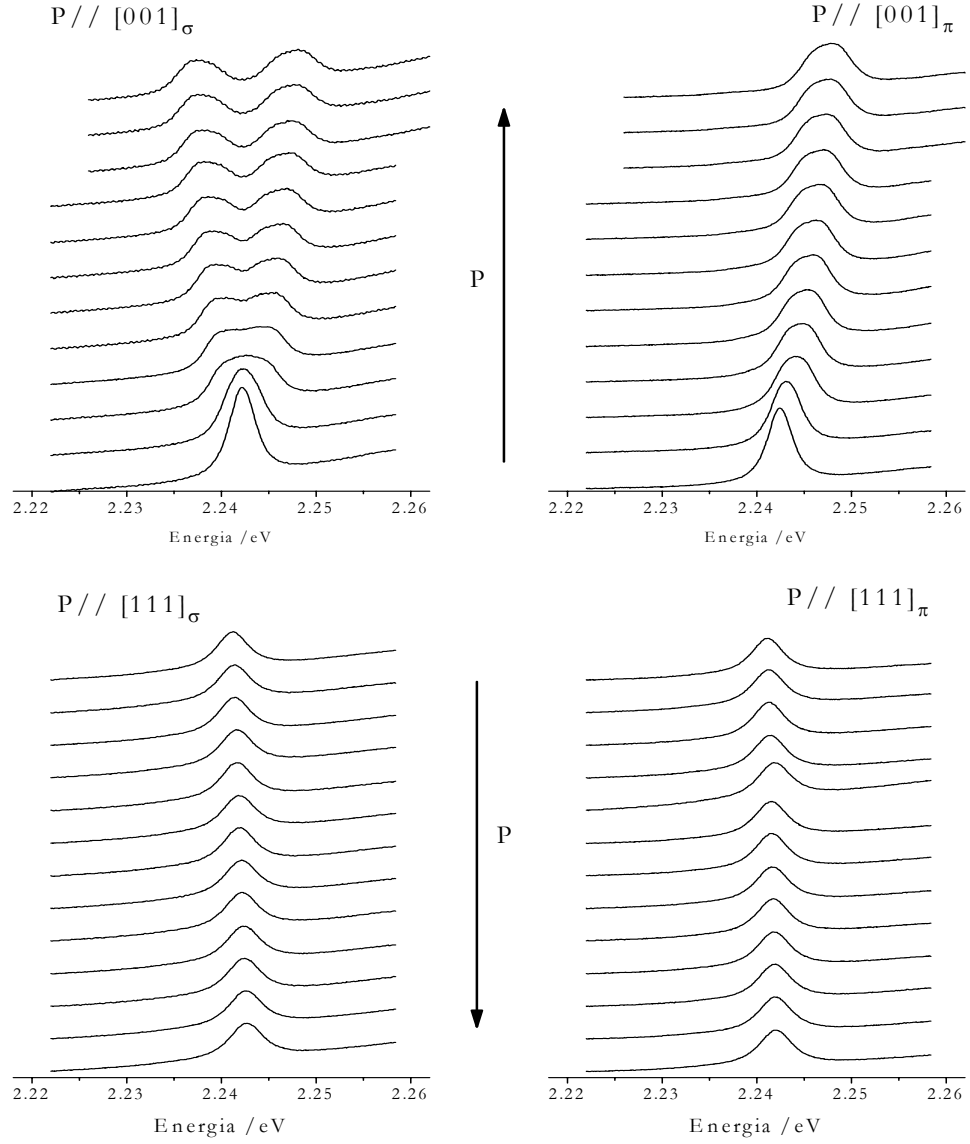 P// [001]σ
P// [001]π
P
2.22 2.23 2.24 2.25 2.26
Energia /eV
2.22 2.23 2.24 2.25 2.26
Energia /eV
P// [111]σ
P// [111]π
P
2.22 2.23 2.24 2.25 2.26
Energia /eV
2.22 2.23 2.24 2.25 2.26
Energia /eV